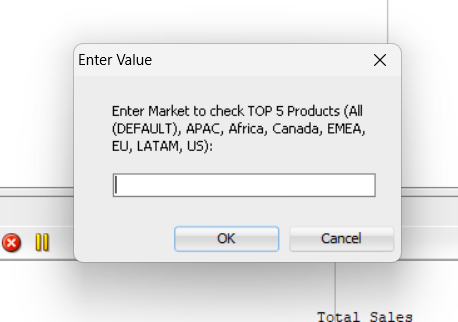 Enter Value
Enter Market to check TOP 5 Products (All
(DEFAULT), APAC, Africa, Canada, EMEA,
EU, LATAM, US):
OK Cancel
Total Sales